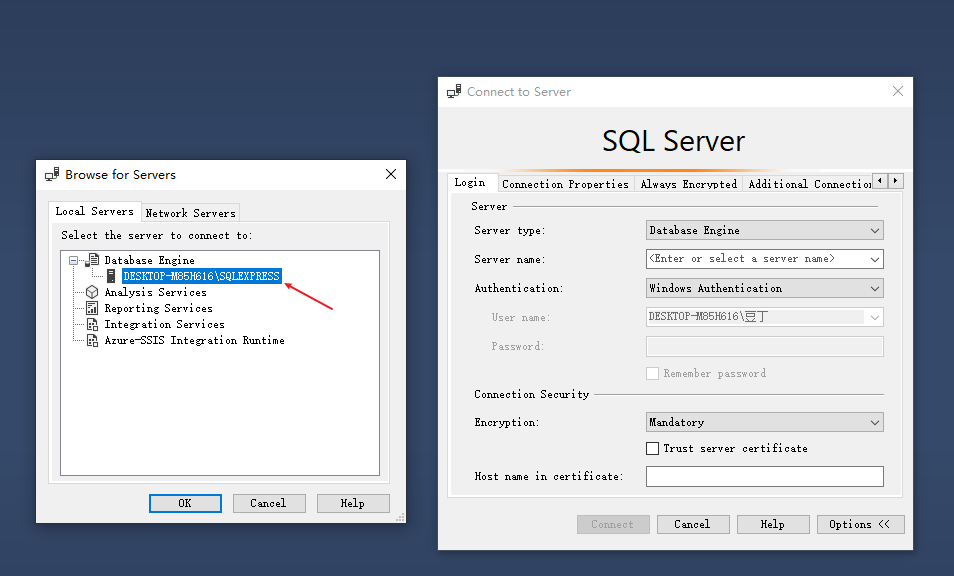 Browse for Servers
Local Servers
Network Servers
Select the server to connect to:
Database Engine
DESKTOP-M85H616\SQLEXPRESS
Analysis Services
Reporting Services
Integration Services
Azure-SSIS Integration Runtime
OK
Cancel
Help
Connect to Server
SQL Server
Login
Connection Properties
Always Encrypted
Additional Connection
Server
Server type:
Database Engine
Server name:
<Enter or select a server name>
Authentication:
Windows Authentication
User name:
DESKTOP-M85H616\豆丁
Password:
Remember password
Connection Security
Encryption:
Mandatory
Trust server certificate
Host name in certificate:
Connect
Cancel
Help
Options <<